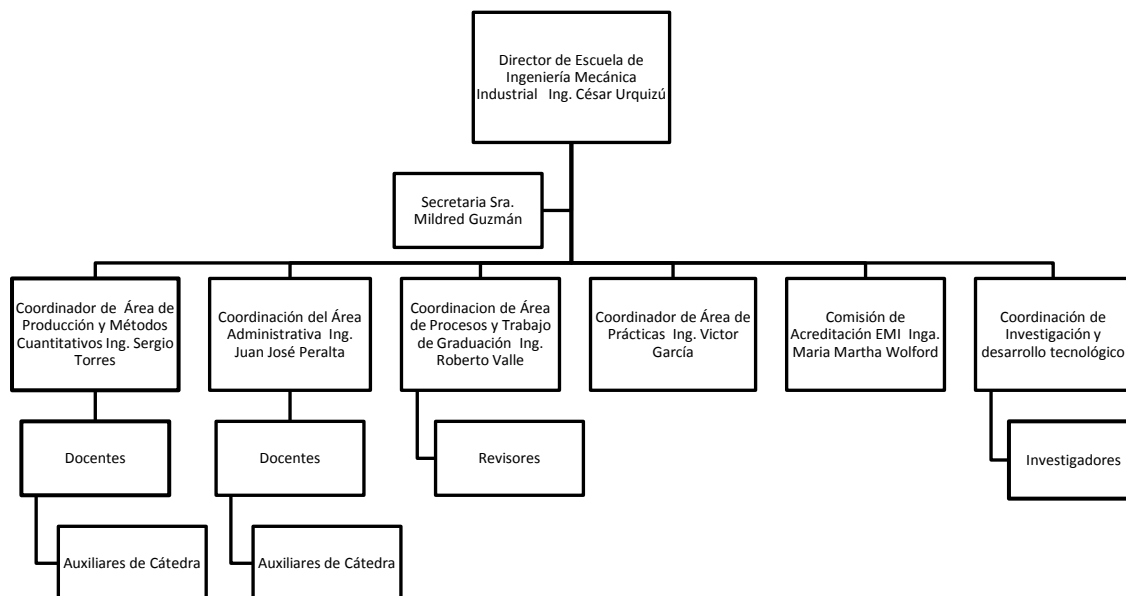 Director de Escuela de
Ingeniería Mecánica
Industrial Ing. César Urquizú
Secretaria Sra.
Mildred Guzmán
Coordinador de Área de
Producción y Métodos
Cuantitativos Ing. Sergio
Torres
Coordinación del Área
Administrativa Ing.
Juan José Peralta
Coordinacion de Área
de Procesos y Trabajo
de Graduación Ing.
Roberto Valle
Coordinador de Área de
Prácticas Ing. Victor
García
Comisión de
Acreditación EMI Inga.
Maria Martha Wolford
Coordinación de
Investigación y
desarrollo tecnológico
Docentes
Docentes
Revisores
Investigadores
Auxiliares de Cátedra
Auxiliares de Cátedra